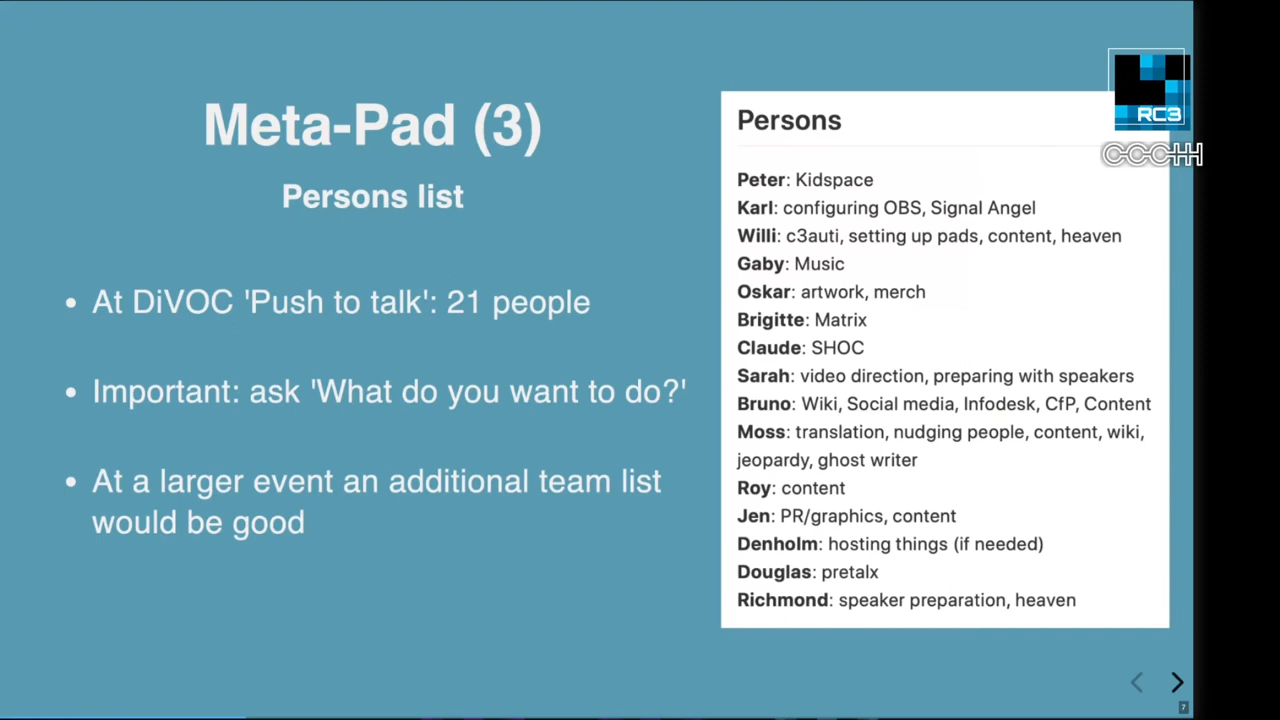 Meta-Pad (3)
Persons list
• At DiVOC 'Push to talk': 21 people
• Important: ask 'What do you want to do?'
• At a larger event an additional team list
would be good
Persons
Peter: Kidspace
Karl: configuring OBS, Signal Angel
Willi: c3auti, setting up pads, content, heaven
Gaby: Music
Oskar: artwork, merch
Brigitte: Matrix
Claude: SHOC
Sarah: video direction, preparing with speakers
Bruno: Wiki, Social media, Infodesk, CfP, Content
Moss: translation, nudging people, content, wiki,
jeopardy, ghost writer
Roy: content
Jen: PR/graphics, content
Denholm: hosting things (if needed)
Douglas: pretalx
Richmond: speaker preparation, heaven
RC3
CCCHH
7